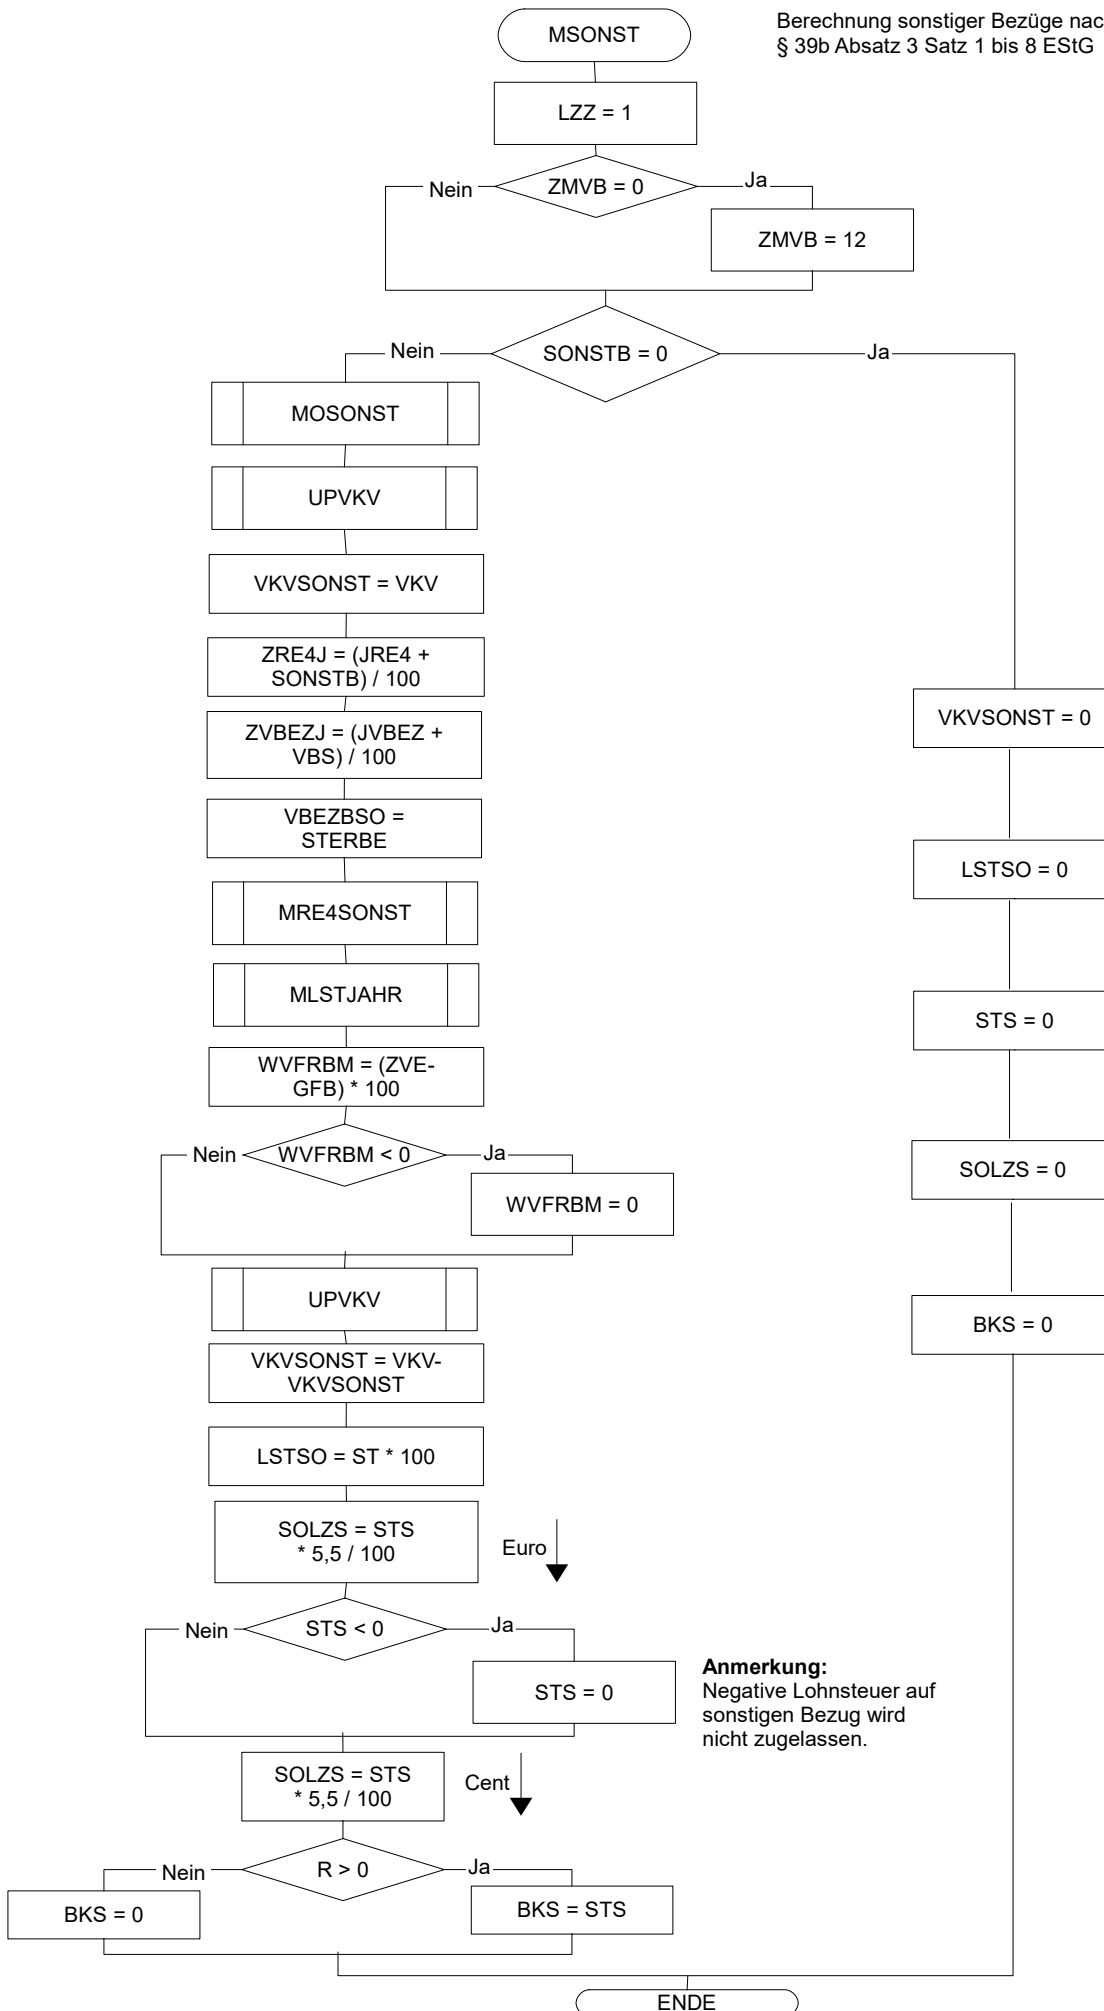 MSONST
Berechnung sonstiger Bezüge nac
§ 39b Absatz 3 Satz 1 bis 8 EStG
LZZ = 1
ZMVB = 0
Nein
Ja
ZMVB = 12
SONSTB = 0
Nein
Ja
MOSONST
UPVKV
VKVSONST = VKV
ZRE4J = (JRE4 +
SONSTB) / 100
ZVBEZJ = (JVBEZ +
VBS) / 100
VBEZBSO =
STERBE
MRE4SONST
MLSTJAHR
WVFRBM = (ZVE-
GFB) * 100
Nein
WVFRBM < 0
Ja
WVFRBM = 0
UPVKV
VKVSONST = VKV-
VKVSONST
LSTSO = ST * 100
SOLZS = STS
* 5,5 / 100
Euro
Nein
STS < 0
Ja
STS = 0
Anmerkung:
Negative Lohnsteuer auf
sonstigen Bezug wird
nicht zugelassen.
SOLZS = STS
* 5,5 / 100
Cent
Nein
R > 0
Ja
BKS = 0
BKS = STS
VKVSONST = 0
LSTSO = 0
STS = 0
SOLZS = 0
BKS = 0
ENDE